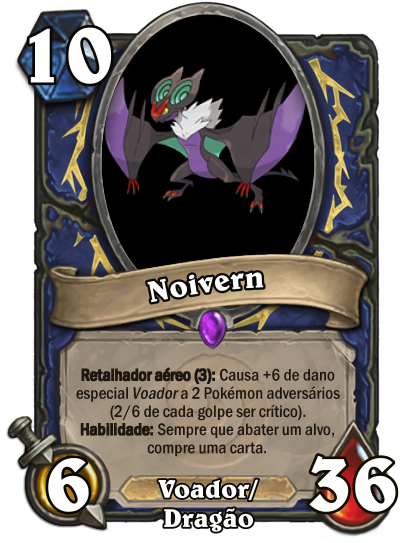 10
Noivern
Retalhador aéreo (3): Causa +6 de dano
especial Voador a 2 Pokémon adversários
(2/6 de cada golpe ser crítico).
Habilidade: Sempre que abater um alvo,
compre uma carta.
6
Voador/
Dragão
36